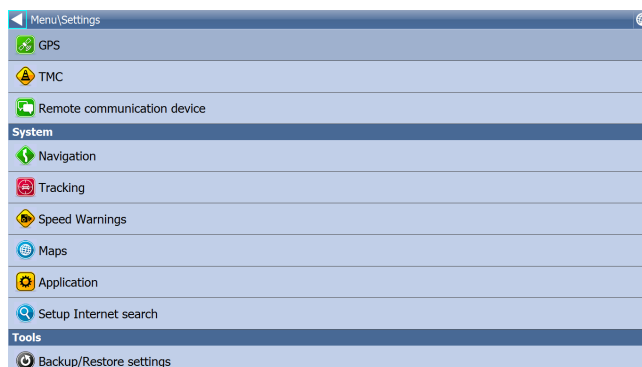 Menu\Settings
GPS
TMC
Remote communication device
System
Navigation
Tracking
Speed Warnings
Maps
Application
Setup Internet search
Tools
Backup/Restore settings